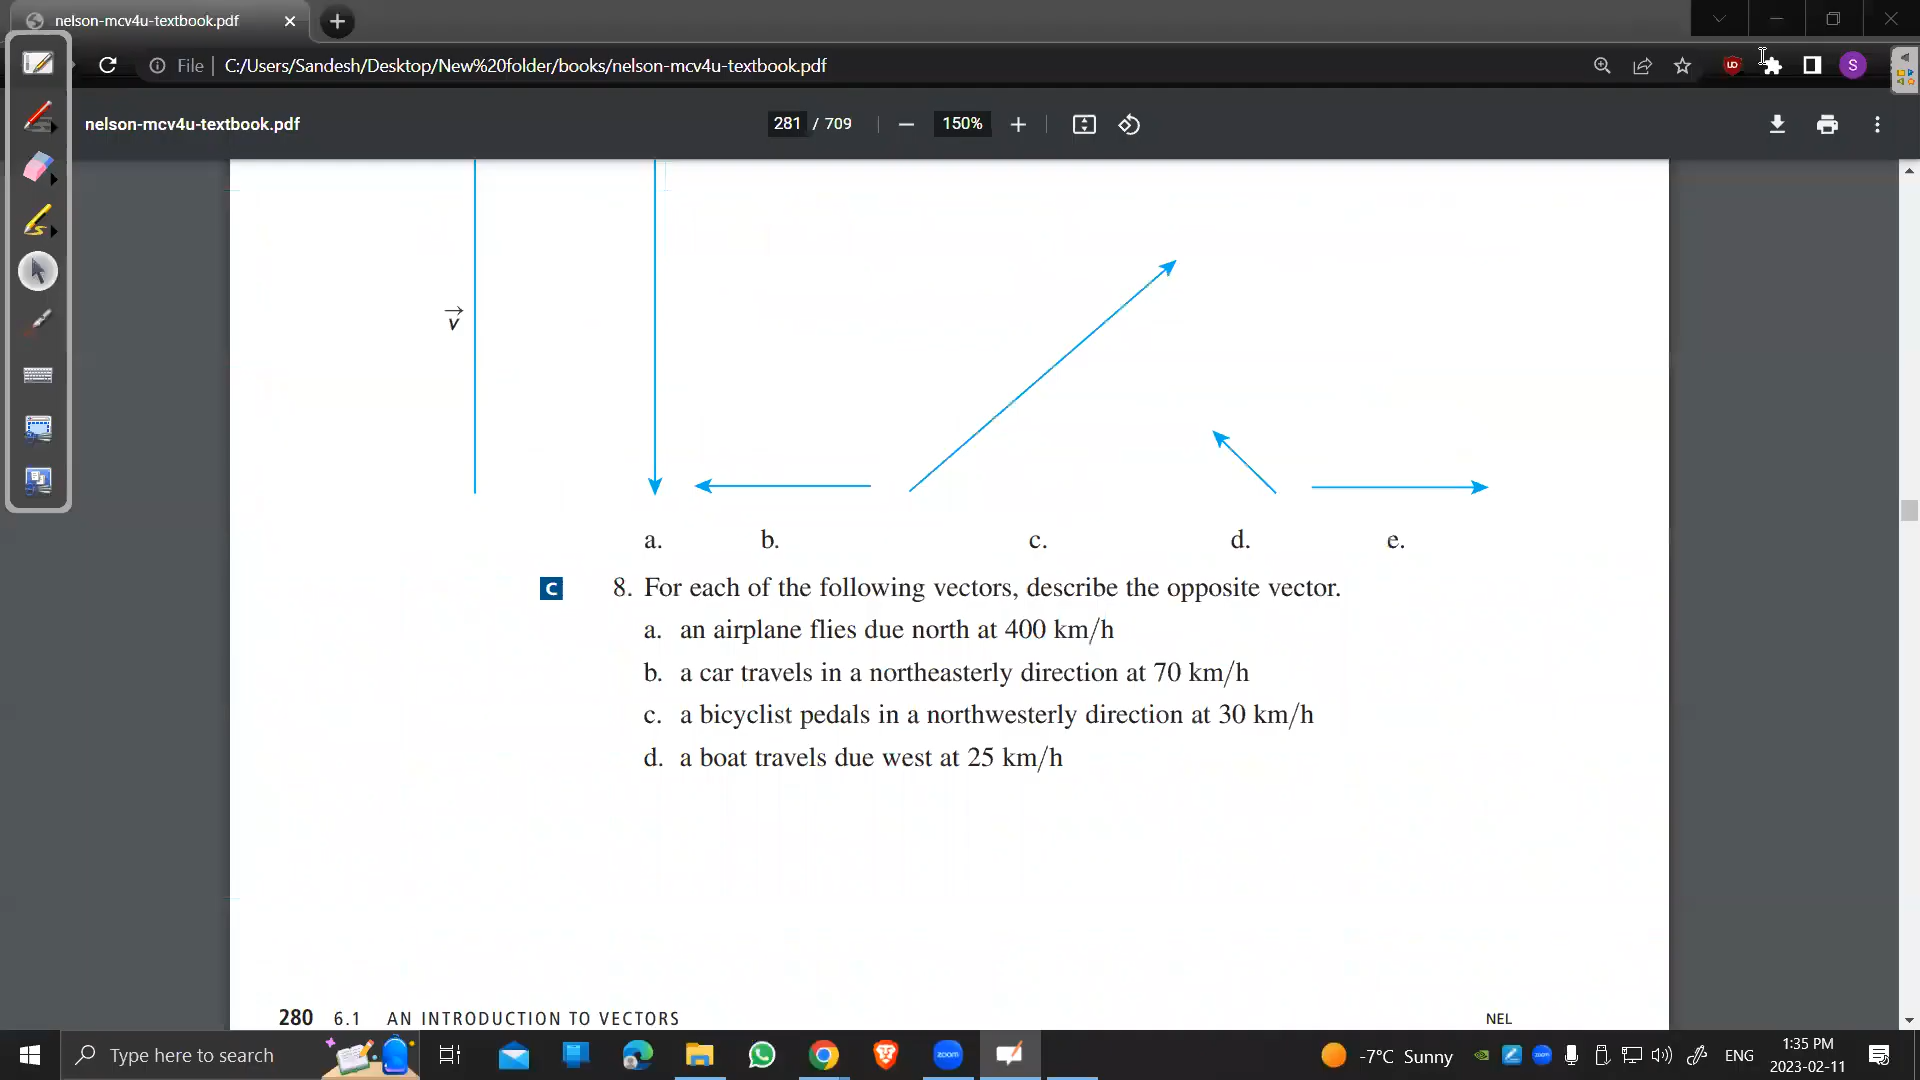 nelson-mcv4u-textbook.pdf
File
C:/Users/Sandesh/Desktop/New%20folder/books/nelson-mcv4u-textbook.pdf
UD
S
nelson-mcv4u-textbook.pdf
281 / 709
150%
v
a.
b.
c.
d.
e.
C
8. For each of the following vectors, describe the opposite vector.
a. an airplane flies due north at 400 km/h
b. a car travels in a northeasterly direction at 70 km/h
c. a bicyclist pedals in a northwesterly direction at 30 km/h
d. a boat travels due west at 25 km/h
280 6.1 AN INTRODUCTION TO VECTORS
NEL
Type here to search
zoom
-7°C Sunny
zoom
ENG
1:35 PM
2023-02-11